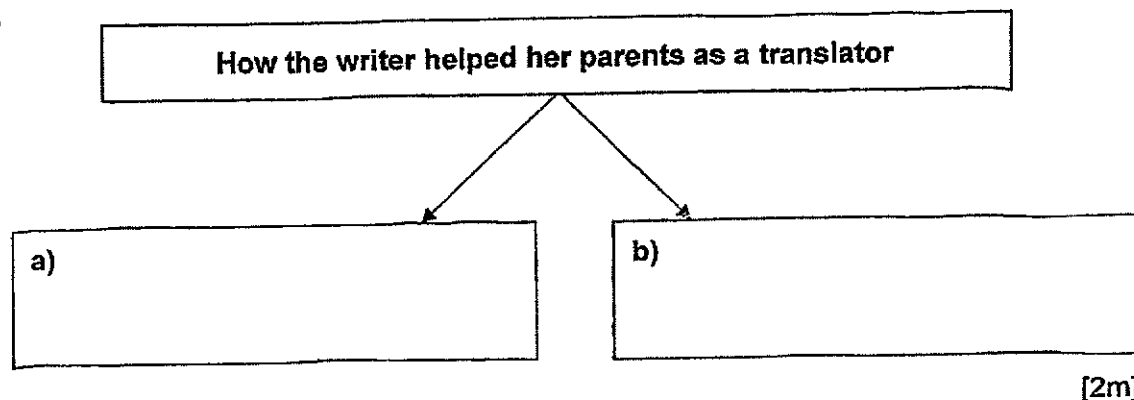 How the writer helped her parents as a translator
a)
b)
[2m]